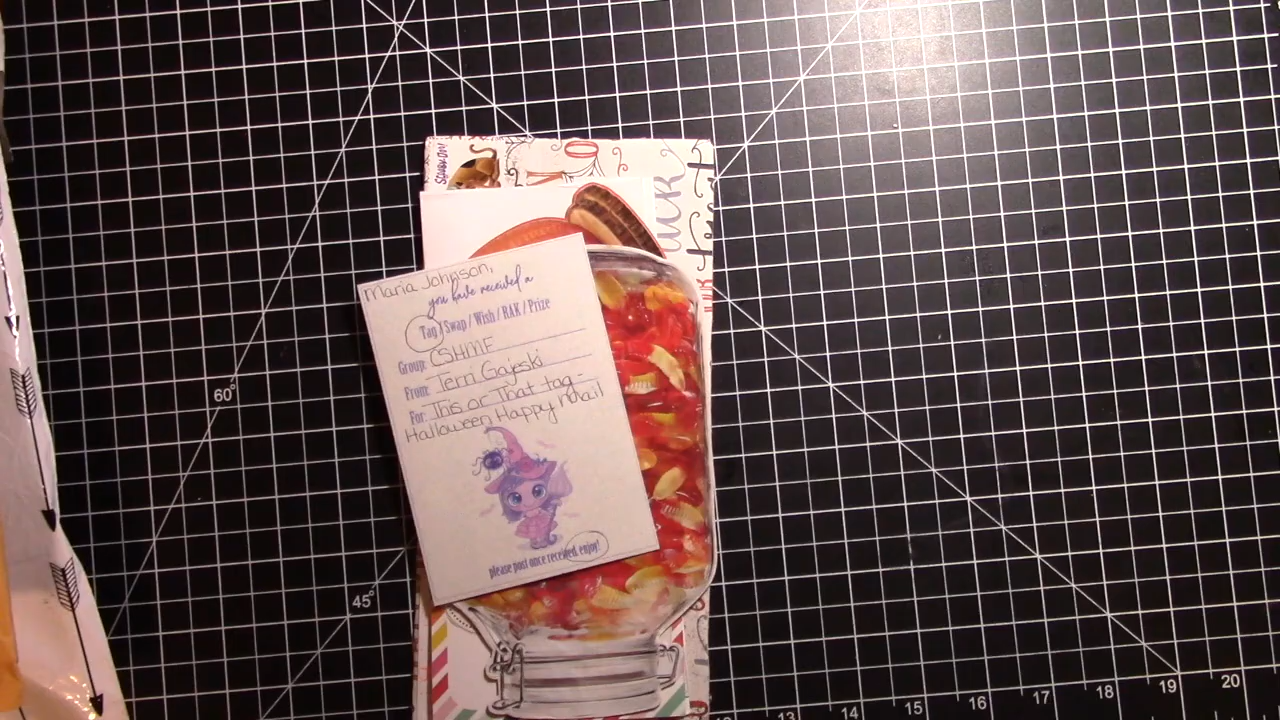 Maria Johnson,
you have received a
Tag / Swap / Wish / RAK / Prize
Group: CSHMF
From: Terri Gajeski
For: This or That tag -
Halloween Happy Mail
please post once received, enjoy!
60°
45°
13 14 15 16 17 18 19 20